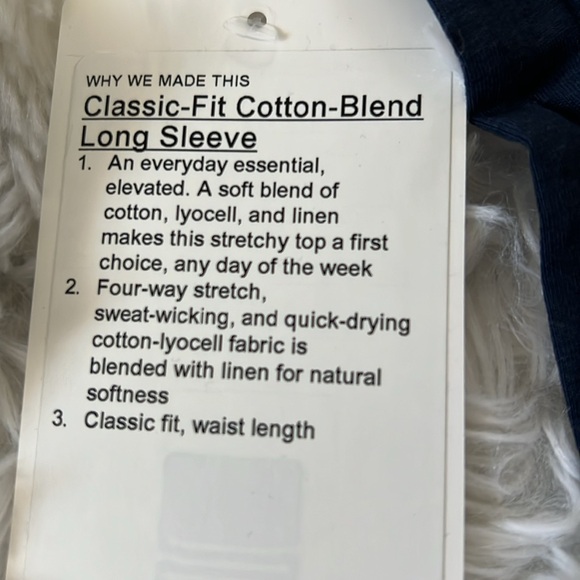 WHY WE MADE THIS
Classic-Fit Cotton-Blend
Long Sleeve
1. An everyday essential,
elevated. A soft blend of
cotton, lyocell, and linen
makes this stretchy top a first
choice, any day of the week
2. Four-way stretch,
sweat-wicking, and quick-drying
cotton-lyocell fabric is
blended with linen for natural
softness
3. Classic fit, waist length